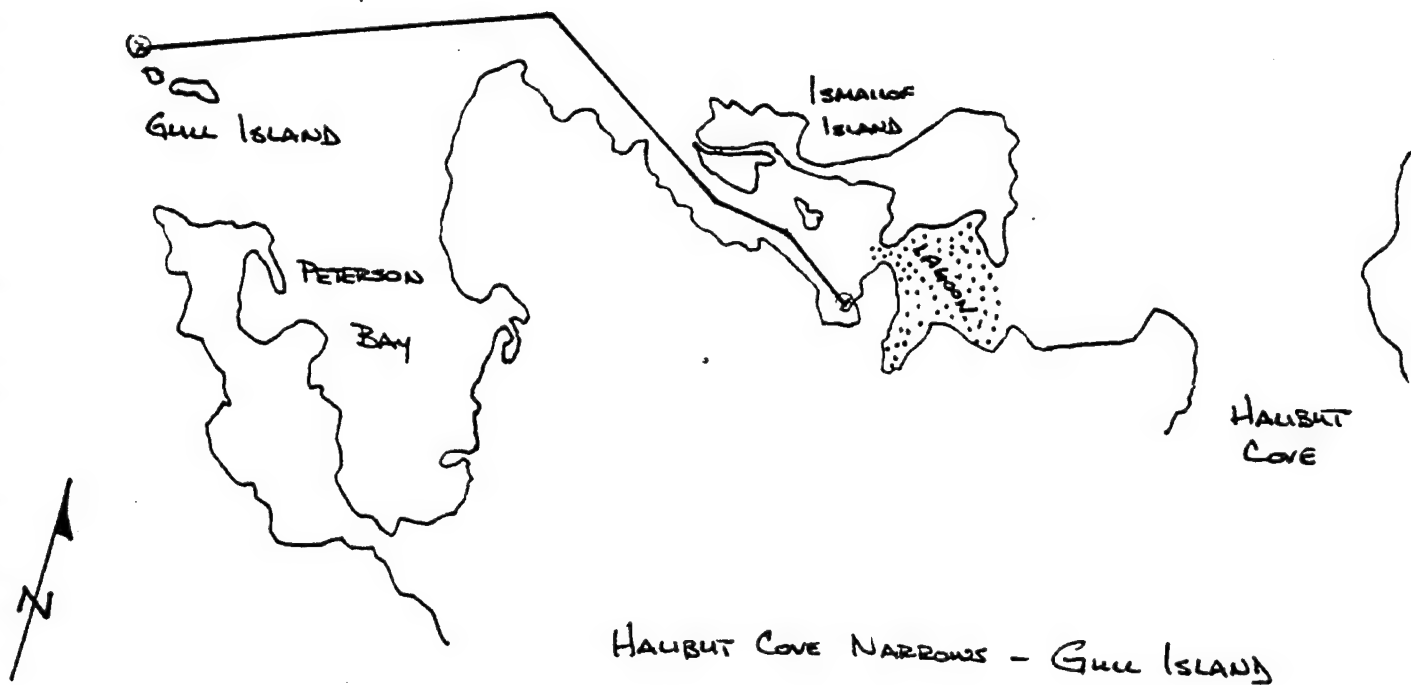 ISMAILOF
ISLAND
GULL ISLAND
LAGOON
PETERSON
BAY
HALIBUT
COVE
N
HALIBUT COVE NARROWS - GULL ISLAND